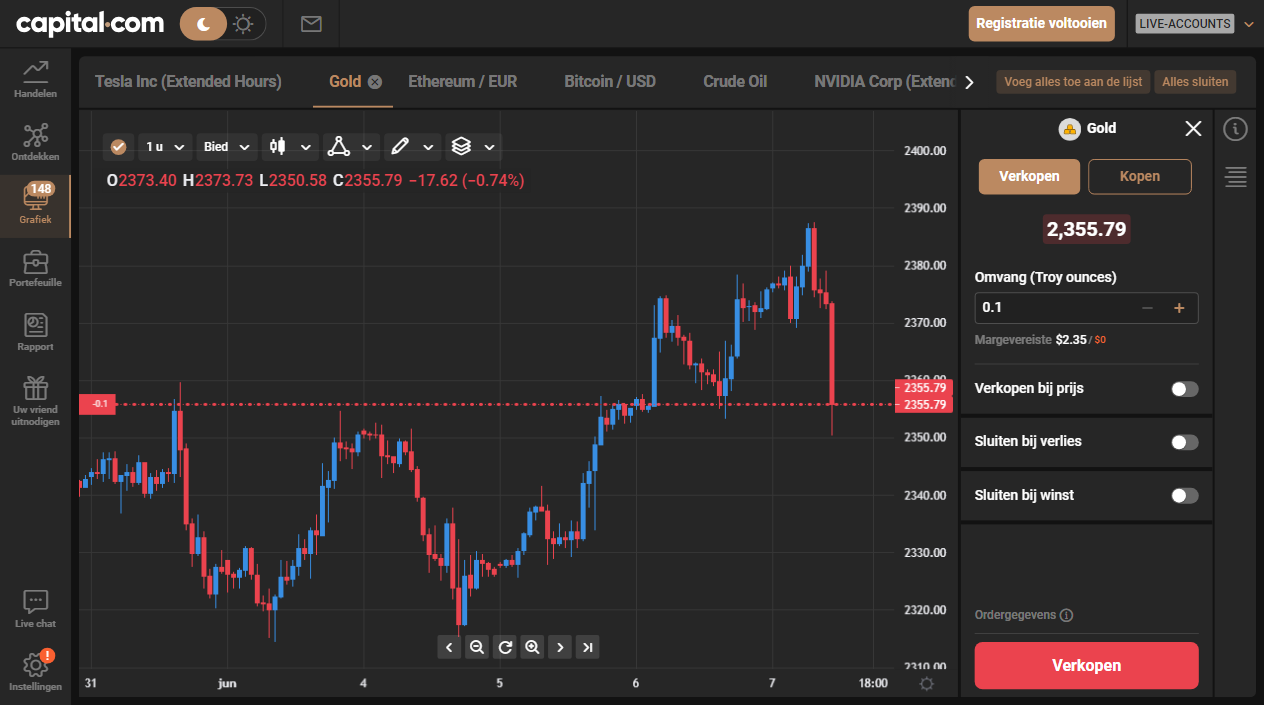 capital.com
Registratie voltooien
LIVE-ACCOUNTS
Handelen
Ontdekken
148
Grafiek
Portefeuille
Rapport
Uw vriend
uitnodigen
Live chat
!
Instellingen
Tesla Inc (Extended Hours)
Gold
Ethereum / EUR
Bitcoin / USD
Crude Oil
NVIDIA Corp (Exten
Voeg alles toe aan de lijst
Alles sluiten
1 u
Bied
O2373.40 H2373.73 L2350.58 C2355.79 −17.62 (−0.74%)
2400.00
2390.00
2380.00
2370.00
2360.00
2355.79
-0.1
2355.79
2350.00
2340.00
2330.00
2320.00
2310.00
31
jun
4
5
6
7
18:00
Gold
Verkopen
Kopen
2,355.79
Omvang (Troy ounces)
0.1
Margevereiste $2.35 / $0
Verkopen bij prijs
Sluiten bij verlies
Sluiten bij winst
Ordergegevens
Verkopen